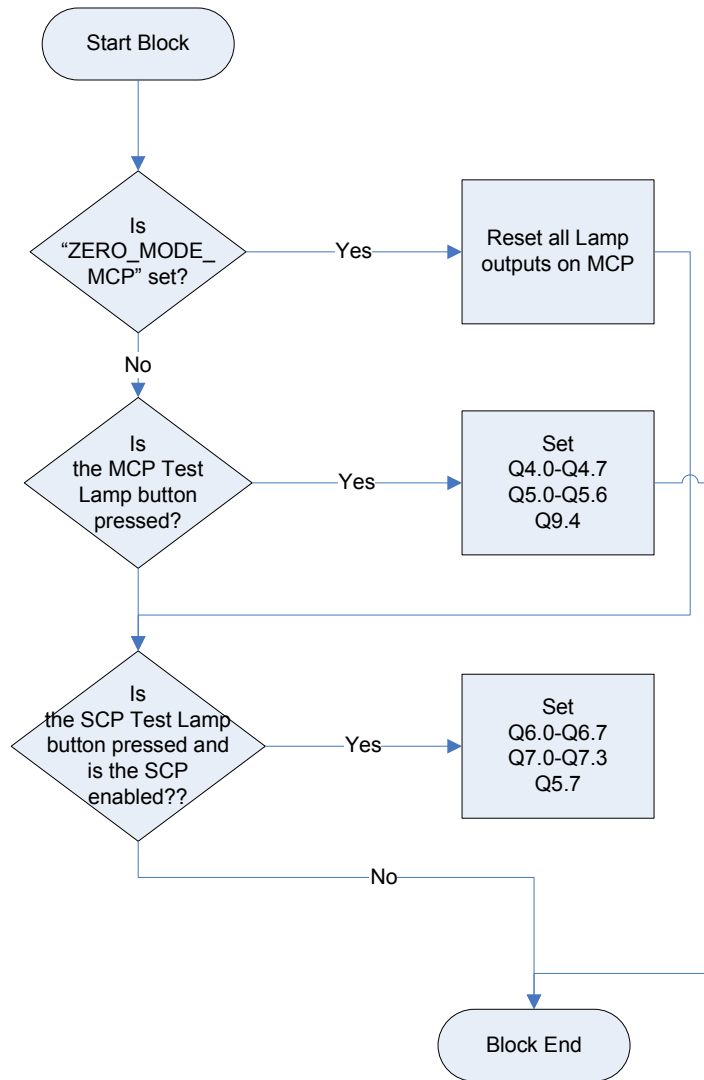 Start Block
Is
“ZERO_MODE_
MCP” set?
Yes
Reset all Lamp
outputs on MCP
No
Is
the MCP Test
Lamp button
pressed?
Yes
Set
Q4.0-Q4.7
Q5.0-Q5.6
Q9.4
Is
the SCP Test Lamp
button pressed and
is the SCP
enabled??
Yes
Set
Q6.0-Q6.7
Q7.0-Q7.3
Q5.7
No
Block End